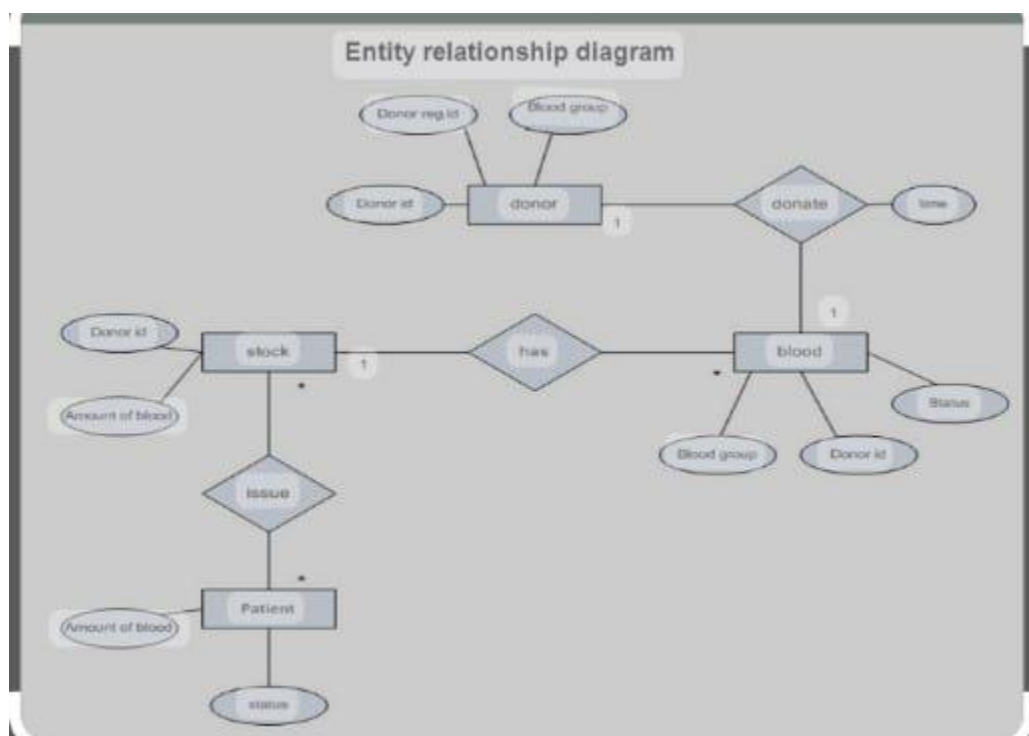 Entity relationship diagram
Donor reg.id
Blood group
Donor id
donor
donate
time
1
1
Donor id
stock
1
has
*
blood
*
Amount of blood
Status
Blood group
Donor id
issue
*
Patient
Amount of blood
status